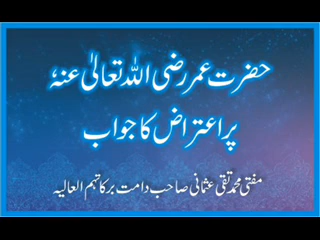 حضرت عمر رضی اللہ تعالیٰ عنہٗ
پر اعتراض کا جواب
مفتی محمد تقی عثمانی صاحب دامت برکاتہم العالیہ